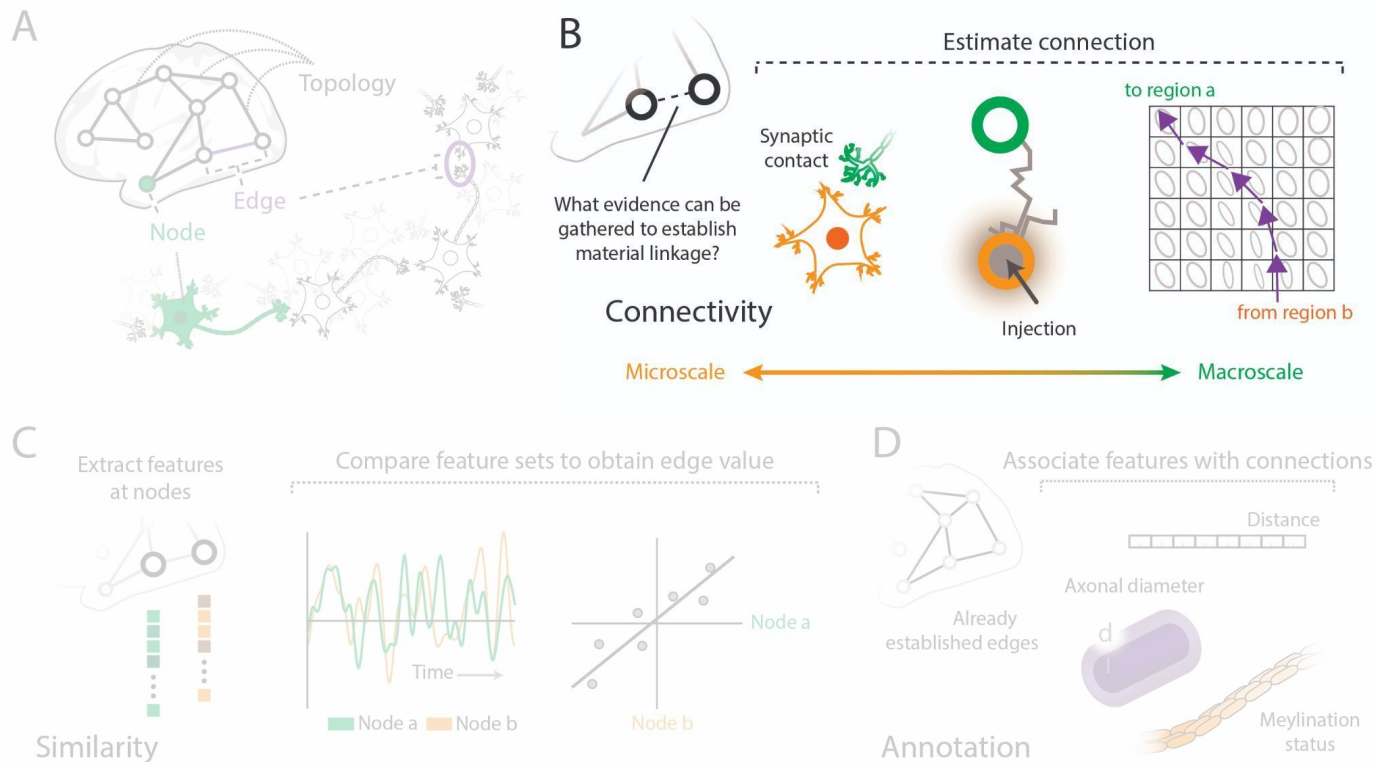 A
Topology
Edge
Node
B
Estimate connection
What evidence can be
gathered to establish
material linkage?
Synaptic
contact
Injection
to region a
from region b
Connectivity
Microscale
Macroscale
C
Extract features
at nodes
Compare feature sets to obtain edge value
Time
Node a
Node b
Node a
Node b
Similarity
D
Associate features with connections
Already
established edges
Distance
Axonal diameter
d
Meylination
status
Annotation